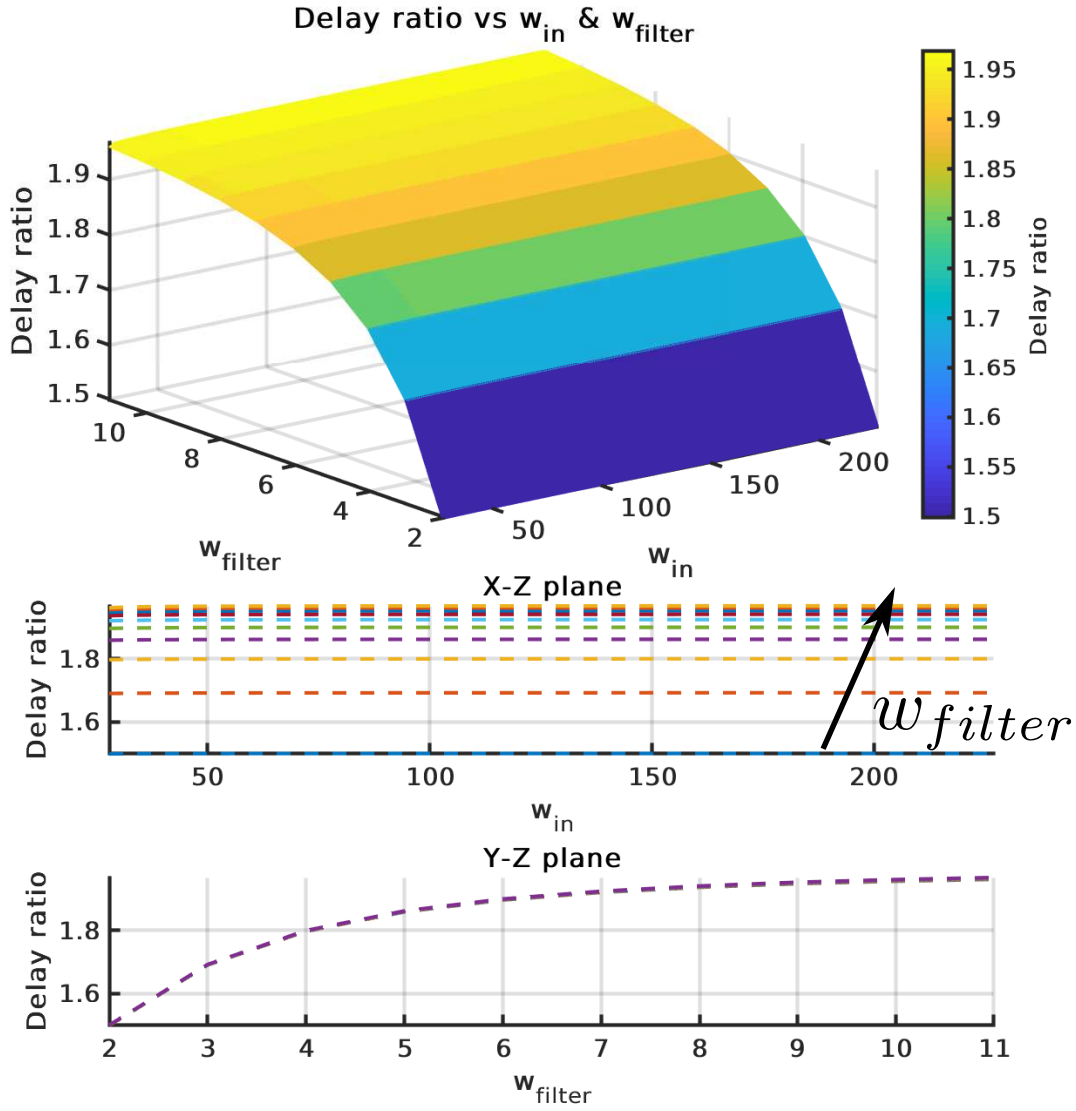 Delay ratio vs w_in & w_filter
1.95
1.9
1.85
1.8
1.75
1.7
1.65
1.6
1.55
1.5
Delay ratio
Delay ratio
1.9
1.8
1.7
1.6
1.5
10
8
6
4
2
w_filter
50
100
150
200
w_in
X-Z plane
Delay ratio
1.8
1.6
50
100
150
200
w_in
w_filter
Y-Z plane
Delay ratio
1.8
1.6
2 3 4 5 6 7 8 9 10 11
w_filter